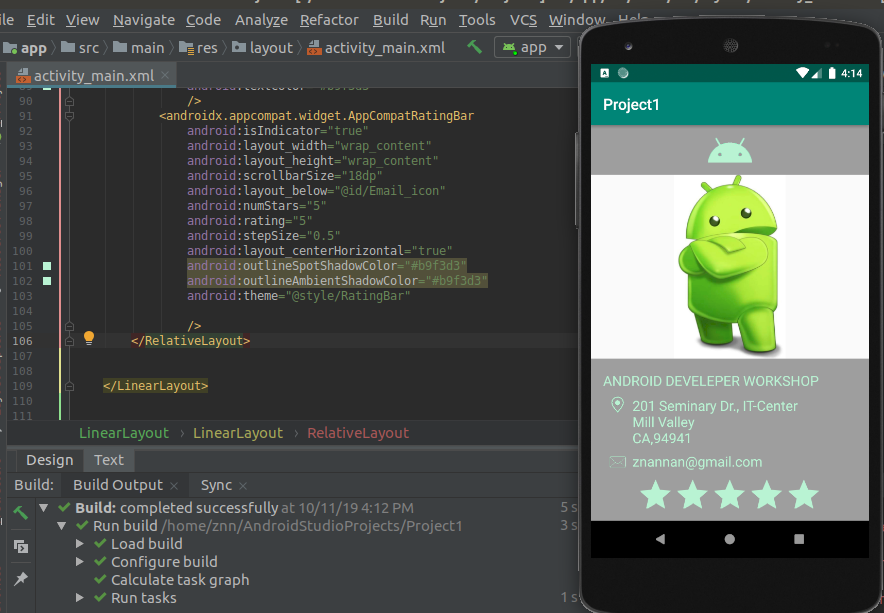 Edit View Navigate Code Analyze Refactor Build Run Tools VCS Window Help
app src main res layout activity_main.xml app
activity_main.xml
90 />
91 <androidx.appcompat.widget.AppCompatRatingBar
92 android:isIndicator="true"
93 android:layout_width="wrap_content"
94 android:layout_height="wrap_content"
95 android:scrollbarSize="18dp"
96 android:layout_below="@id/Email_icon"
97 android:numStars="5"
98 android:rating="5"
99 android:stepSize="0.5"
100 android:layout_centerHorizontal="true"
101 android:outlineSpotShadowColor="#b9f3d3"
102 android:outlineAmbientShadowColor="#b9f3d3"
103 android:theme="@style/RatingBar"
104
105 />
106 </RelativeLayout>
107
108
109 </LinearLayout>
110
111
LinearLayout › LinearLayout › RelativeLayout
Design Text
Build: Build Output Sync
Build: completed successfully at 10/11/19 4:12 PM 5 s
Run build /home/znn/AndroidStudioProjects/Project1 3 s
Load build
Configure build
Calculate task graph
Run tasks 1 s
A 4:14
Project1
ANDROID DEVELEPER WORKSHOP
201 Seminary Dr., IT-Center
Mill Valley
CA,94941
znannan@gmail.com